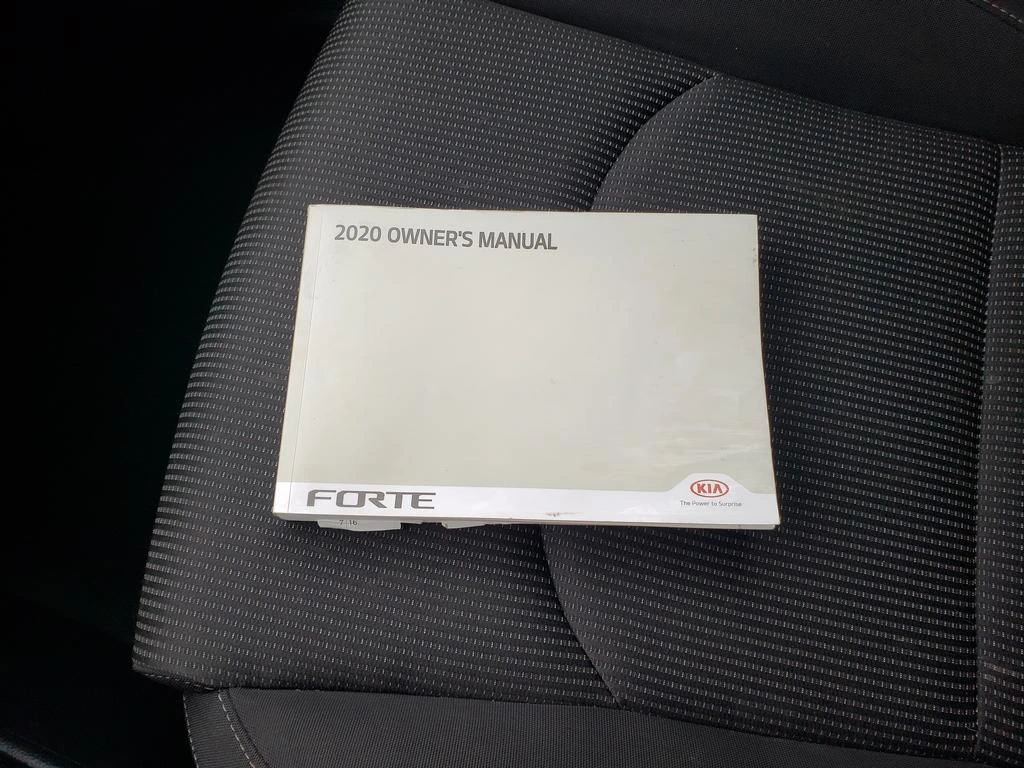 2020 OWNER'S MANUAL
FORTE
KIA
The Power to Surprise
7 16